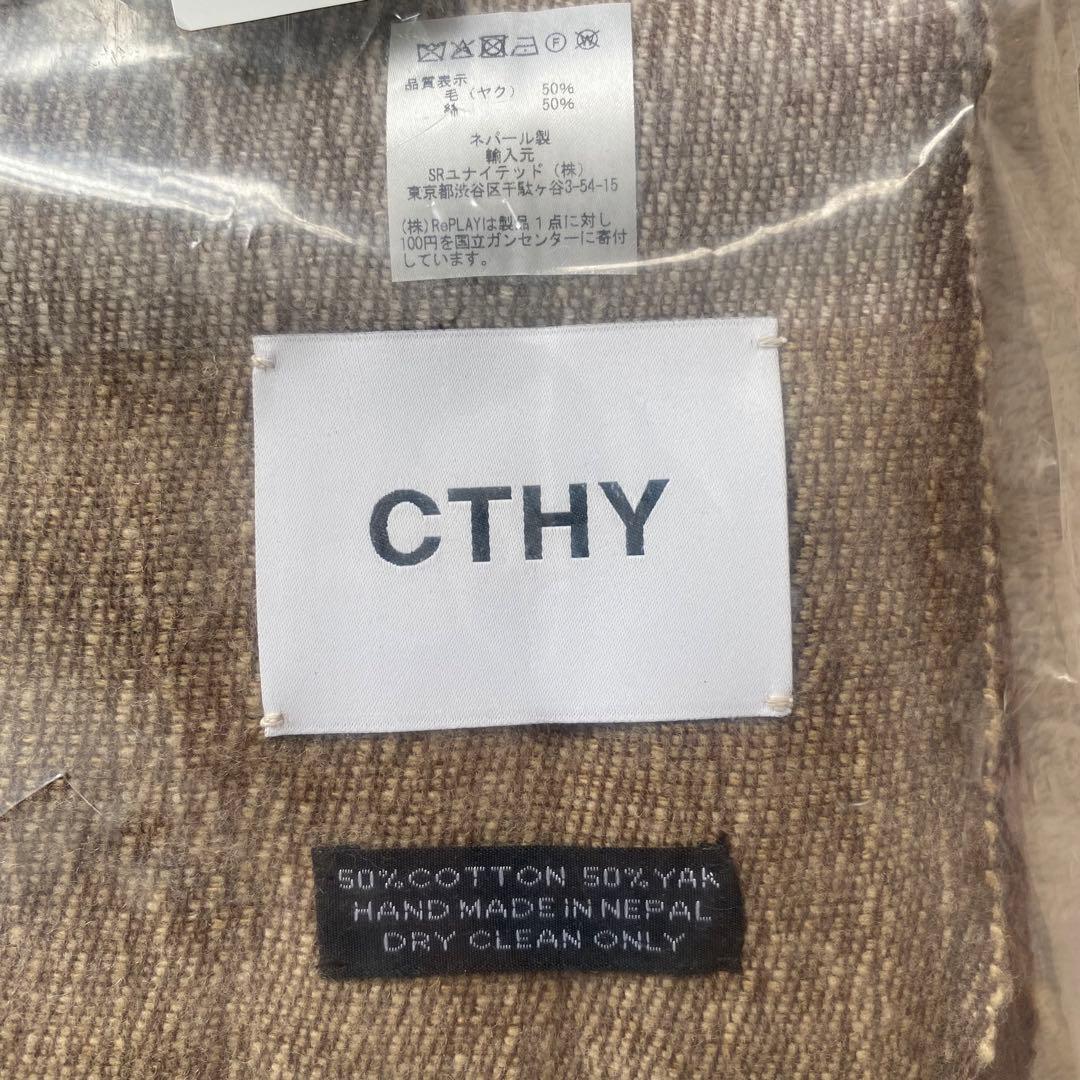 品質表示
毛(ヤク) 50%
綿 50%
ネパール製
輸入元
SRユナイテッド(株)
東京都渋谷区千駄ヶ谷3-54-15
(株)RePLAYは製品1点に対し
100円を国立ガンセンターに寄付
しています。
CTHY
50%COTTON 50%YAK
HAND MADE iN NEPAL
DRY CLEAN ONLY